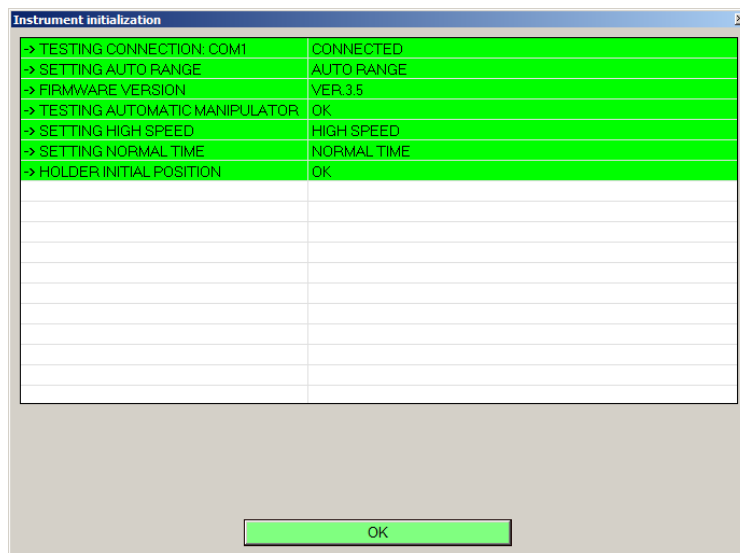 Instrument initialization
-> TESTING CONNECTION: COM1 CONNECTED
-> SETTING AUTO RANGE AUTO RANGE
-> FIRMWARE VERSION VER.3.5
-> TESTING AUTOMATIC MANIPULATOR OK
-> SETTING HIGH SPEED HIGH SPEED
-> SETTING NORMAL TIME NORMAL TIME
-> HOLDER INITIAL POSITION OK
OK